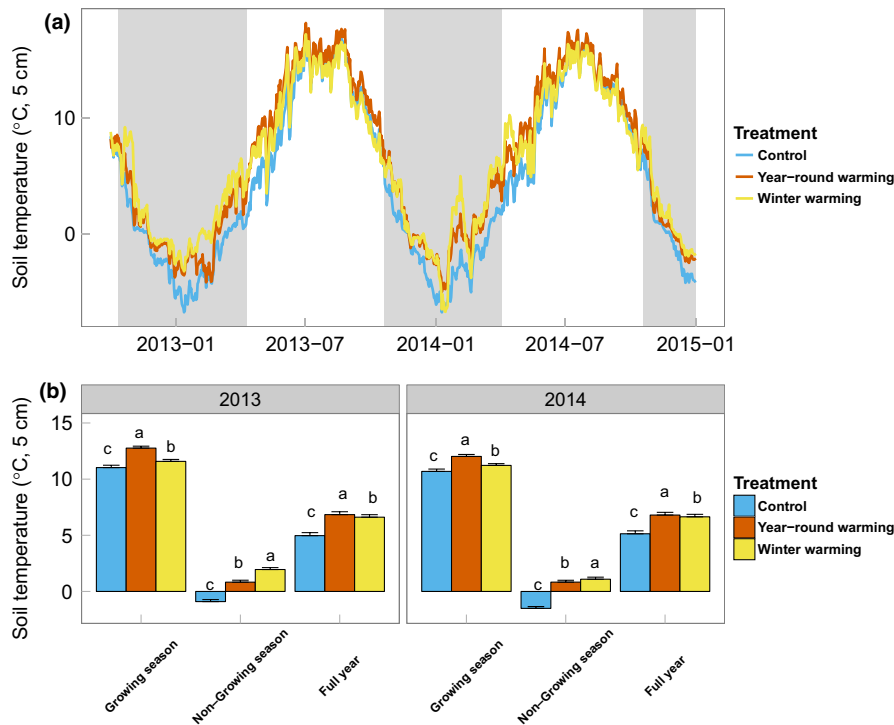 (a)
Soil temperature (°C, 5 cm)
10
0
2013−01
2013−07
2014−01
2014−07
2015−01
Treatment
Control
Year−round warming
Winter warming
(b)
2013
2014
Soil temperature (°C, 5 cm)
15
10
5
0
c a b
c b a
c a b
c a b
c b a
c a b
Growing season
Non−Growing season
Full year
Growing season
Non−Growing season
Full year
Treatment
Control
Year−round warming
Winter warming